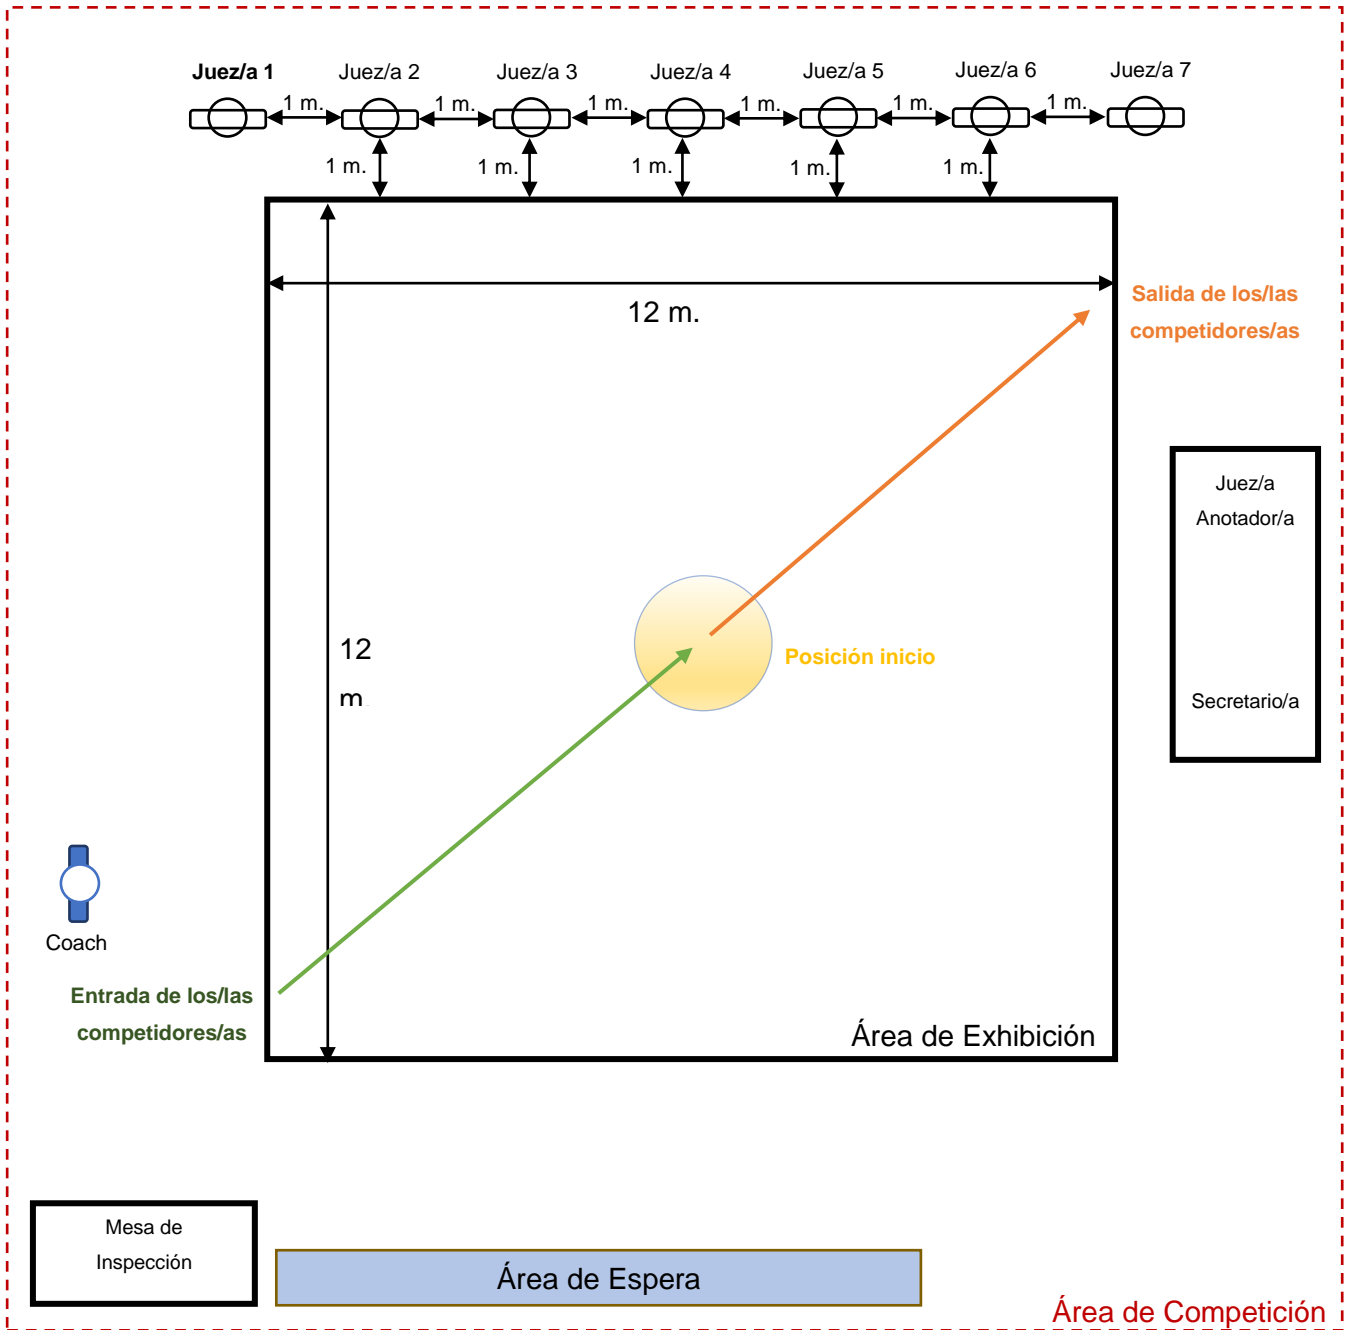 Juez/a 1
Juez/a 2
Juez/a 3
Juez/a 4
Juez/a 5
Juez/a 6
Juez/a 7
1 m.
1 m.
1 m.
1 m.
1 m.
1 m.
1 m.
1 m.
1 m.
1 m.
1 m.
12 m.
Salida de los/las
competidores/as
Juez/a
Anotador/a
12
m.
Posición inicio
Secretario/a
Coach
Entrada de los/las
competidores/as
Área de Exhibición
Mesa de
Inspección
Área de Espera
Área de Competición